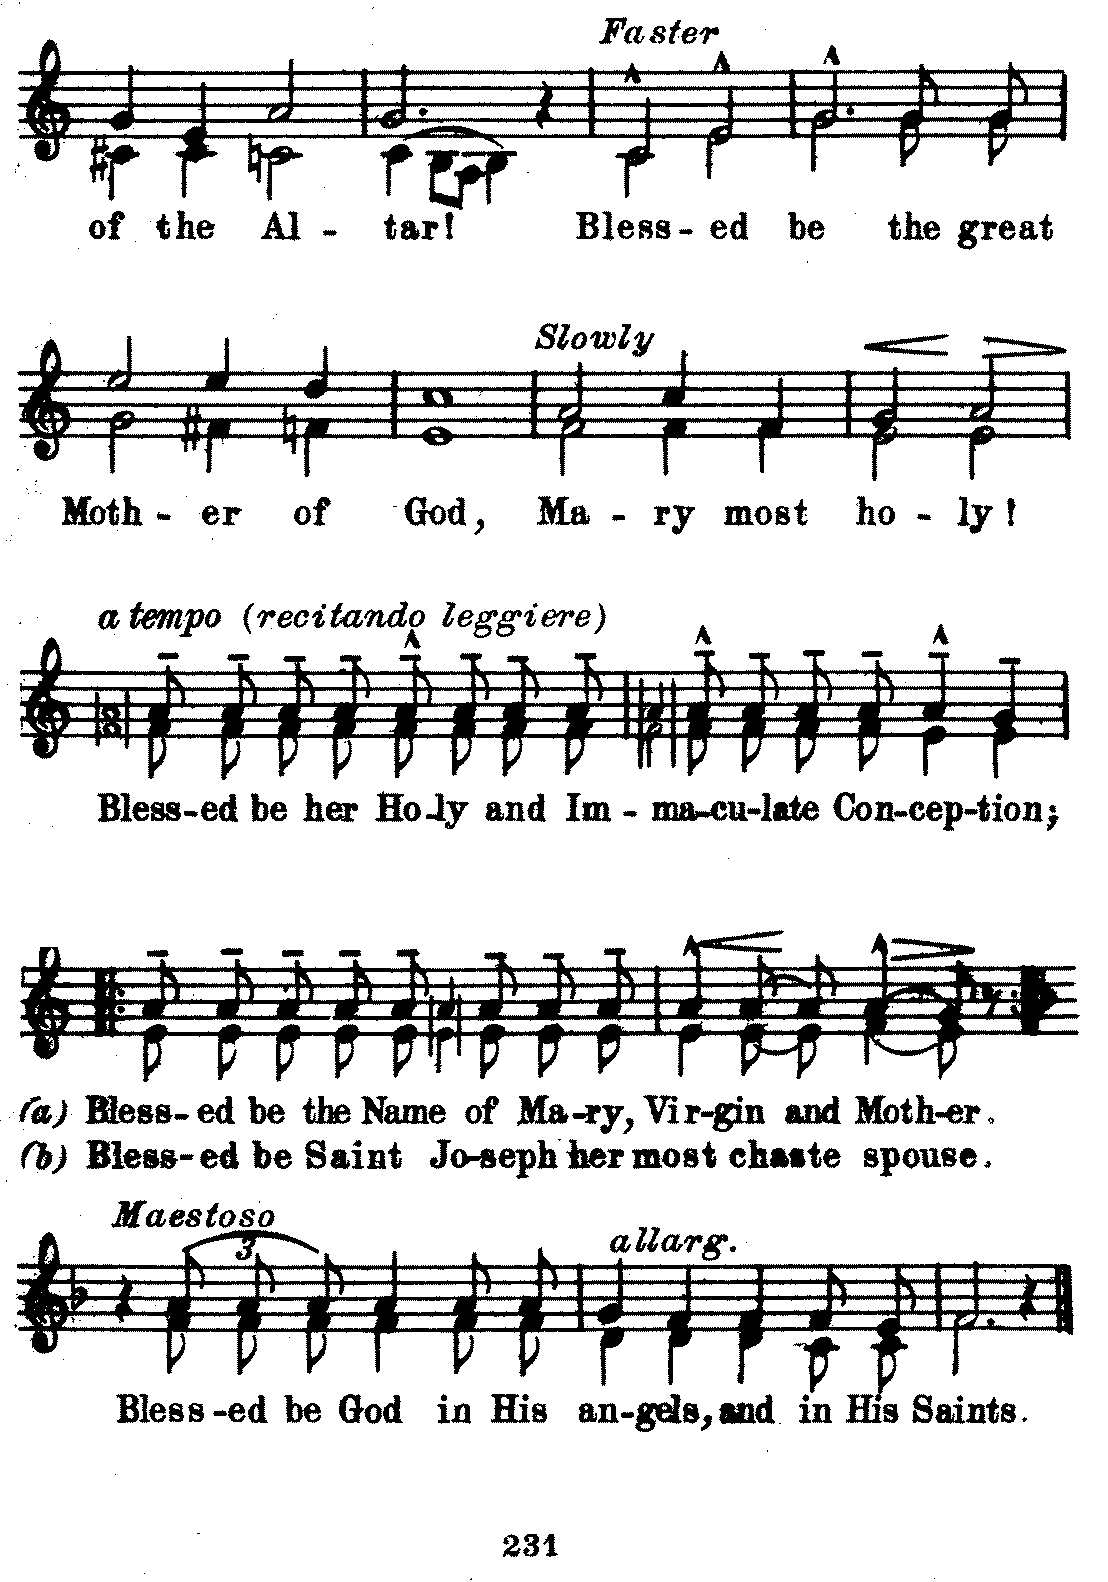 Faster
of the Al - tar! Bless - ed be the great
Slowly
Moth - er of God, Ma - ry most ho - ly!
a tempo (recitando leggiere)
Bless-ed be her Ho-ly and Im - ma-cu-late Con-cep-tion;
(a) Bless-ed be the Name of Ma-ry, Vir-gin and Moth-er.
(b) Bless-ed be Saint Jo-seph her most chaste spouse.
Maestoso
3
allarg.
Bless-ed be God in His an-gels, and in His Saints.
231